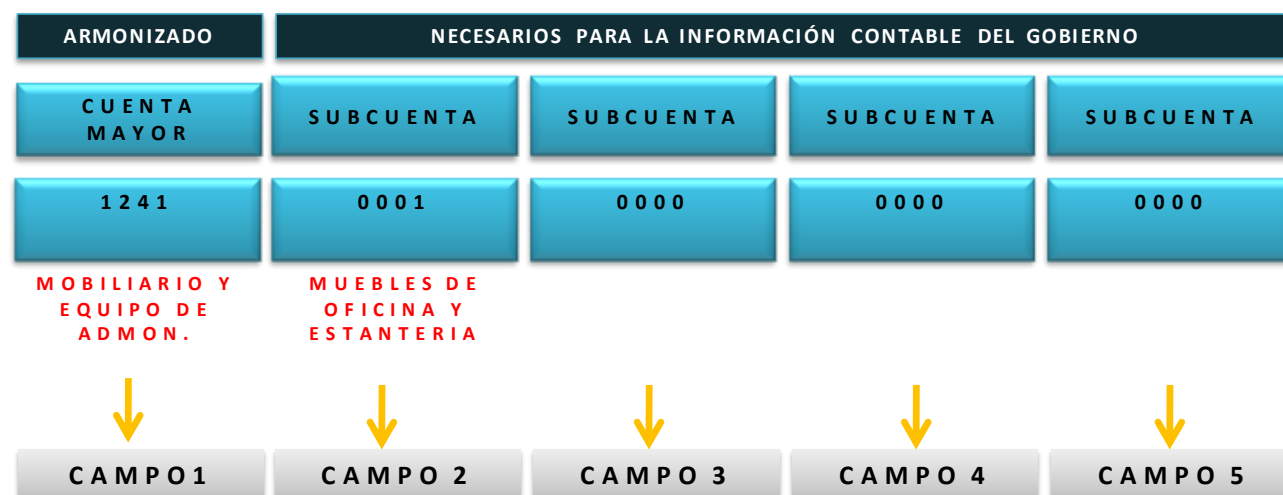 ARMONIZADO
NECESARIOS PARA LA INFORMACIÓN CONTABLE DEL GOBIERNO
CUENTA
MAYOR
SUBCUENTA
SUBCUENTA
SUBCUENTA
SUBCUENTA
1241
0001
0000
0000
0000
MOBILIARIO Y
EQUIPO DE
ADMON.
MUEBLES DE
OFICINA Y
ESTANTERIA
CAMPO1
CAMPO 2
CAMPO 3
CAMPO 4
CAMPO 5